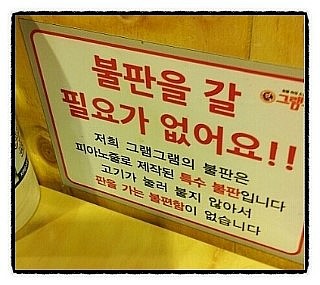 그램
불판을 갈
필요가 없어요!!
저희 그램그램의 불판은
피아노줄로 제작된 특수 불판입니다
고기가 눌러 붙지 않아서
판을 가는 불편함이 없습니다